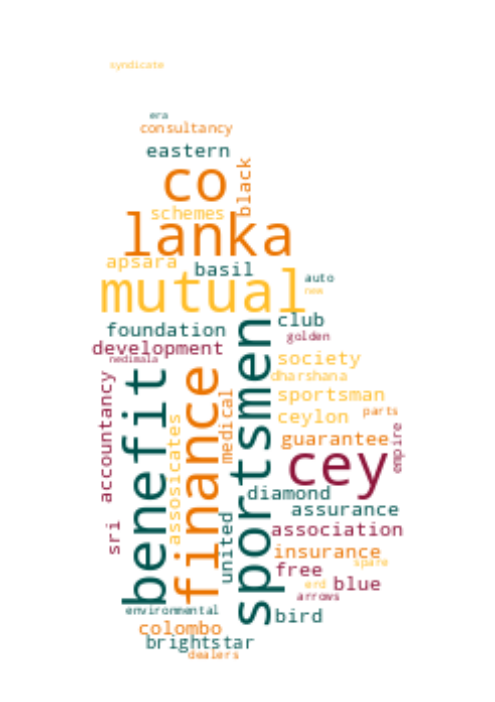 syndicate
era
consultancy
eastern
co
black
schemes
lanka
apsara
basil
mutual
auto
new
foundation
club
golden
development
nedimala
society
dharshana
benefit
finance
sportsmen
accountancy
medical
sportsman
ceylon
parts
assosicates
guarantee
empire
cey
diamond
assurance
united
association
sri
insurance
spare
free
erd
blue
arrows
environmental
bird
colombo
brightstar
dealers